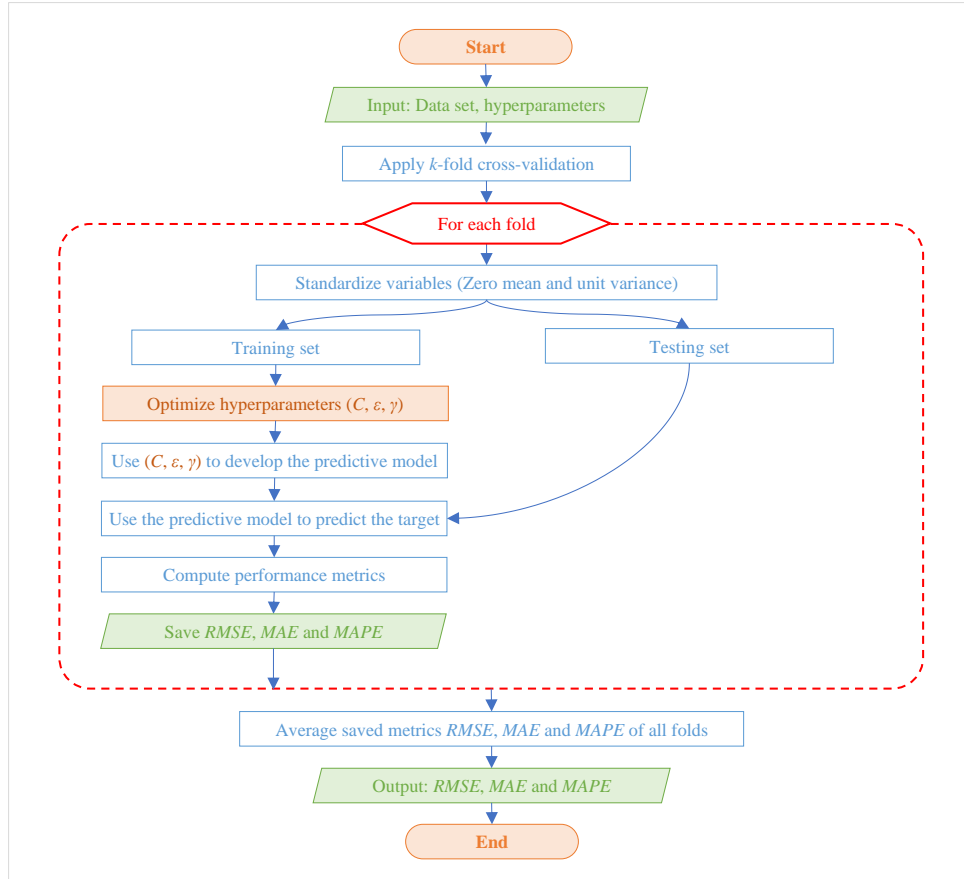 Start
Input: Data set, hyperparameters
Apply k-fold cross-validation
For each fold
Standardize variables (Zero mean and unit variance)
Training set
Testing set
Optimize hyperparameters (C, ε, γ)
Use (C, ε, γ) to develop the predictive model
Use the predictive model to predict the target
Compute performance metrics
Save RMSE, MAE and MAPE
Average saved metrics RMSE, MAE and MAPE of all folds
Output: RMSE, MAE and MAPE
End